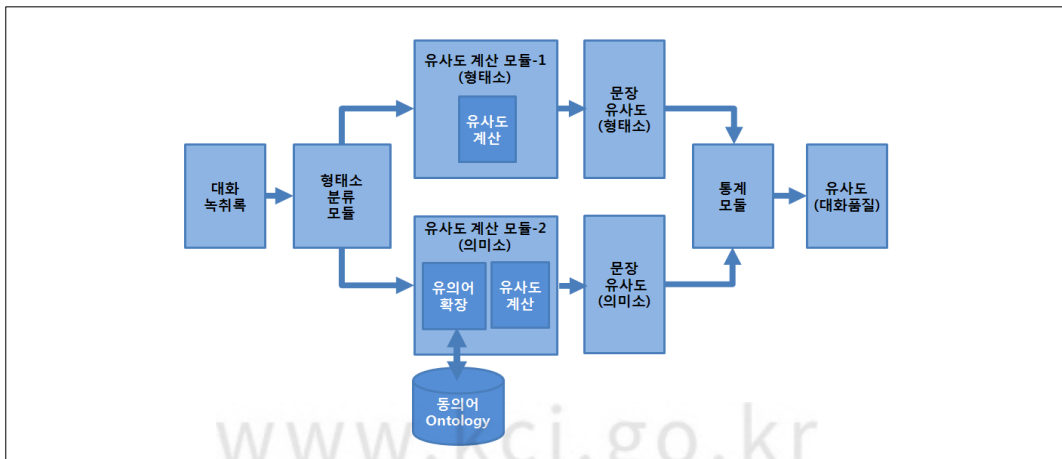 유사도 계산 모듈-1
(형태소)
유사도
계산
문장
유사도
(형태소)
대화
녹취록
형태소
분류
모듈
통계
모듈
유사도
(대화품질)
유사도 계산 모듈-2
(의미소)
유의어
확장
유사도
계산
문장
유사도
(의미소)
동의어
Ontology
www.kci.go.kr